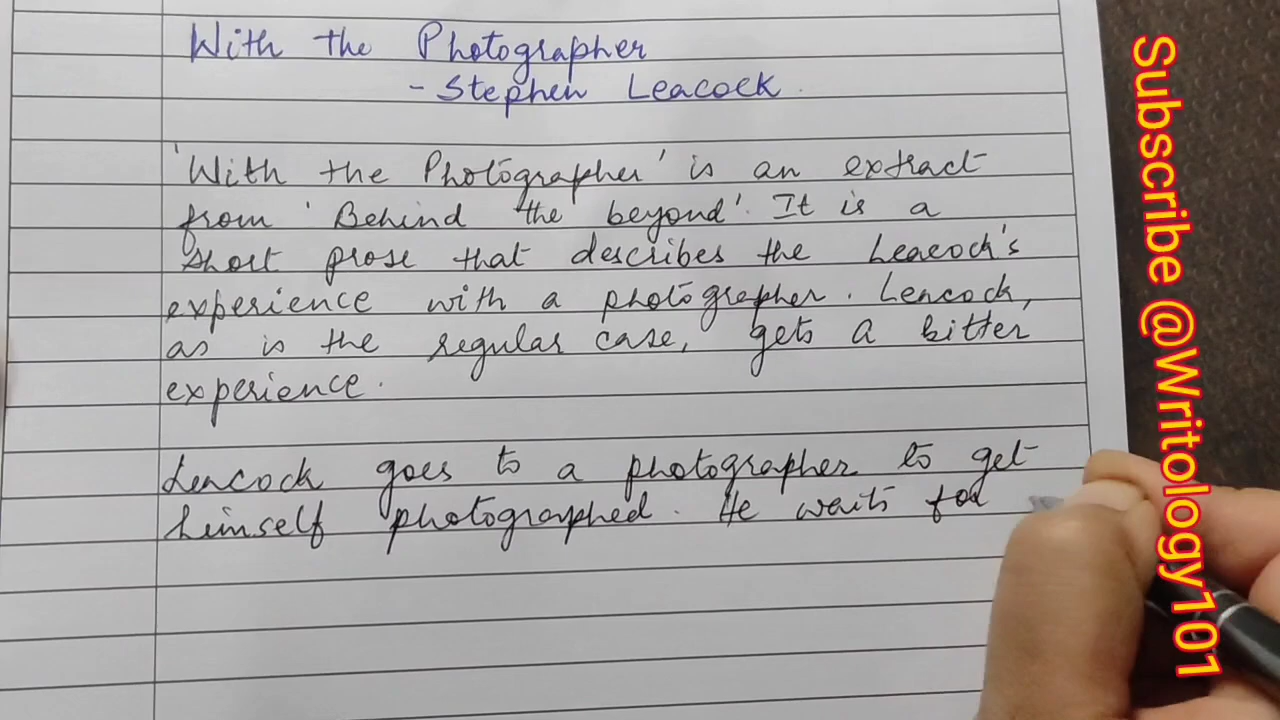 With the Photographer
- Stephen Leacock.
'With the Photographer' is an extract
from 'Behind the beyond'. It is a
short prose that describes the Leacock's
experience with a photographer. Leacock,
as is the regular case, gets a bitter
experience.
Leacock goes to a photographer to get
himself photographed. He waits for
Subscribe @Writology101